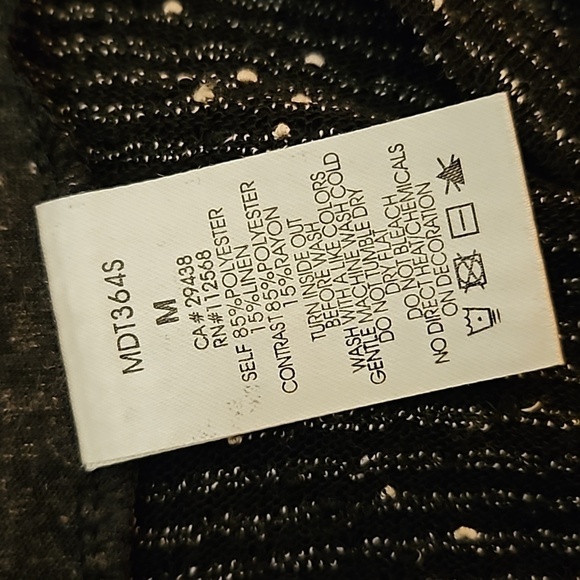 MDT364S
M
CA# 29438
RN# 112568
SELF 85%POLYESTER
15%LINEN
CONTRAST 85%POLYESTER
15%RAYON
TURN INSIDE OUT
BEFORE WASH
WITH A LIKE COLORS
WASH MACHINE WASH COLD
GENTLE
DO NOT TUMBLE DRY
DRY FLAT
DO NOT BLEACH
NO DIRECT HEAT/CHEMICALS
ON DECORATION